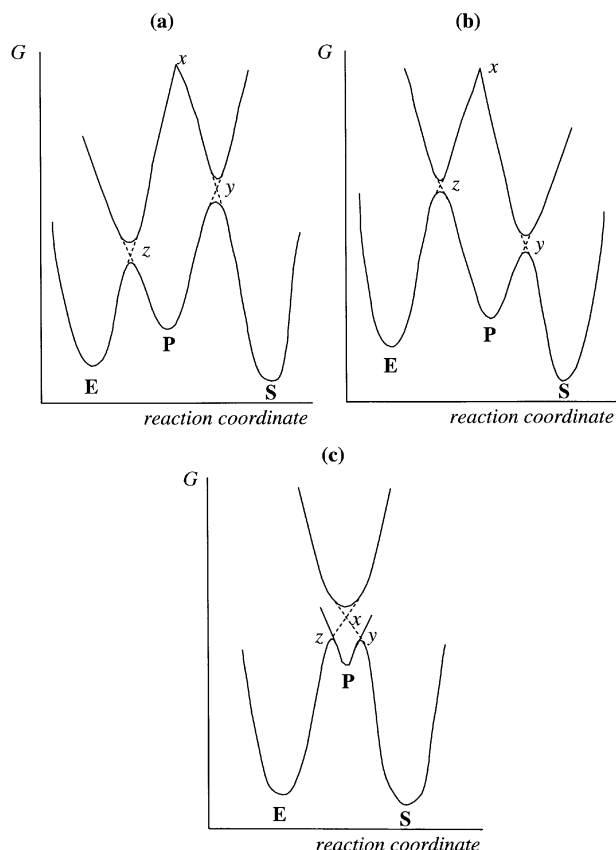 (a)
G
x
y
z
P
E
S
reaction coordinate
(b)
G
x
z
y
P
E
S
reaction coordinate
(c)
G
x
z
y
P
E
S
reaction coordinate